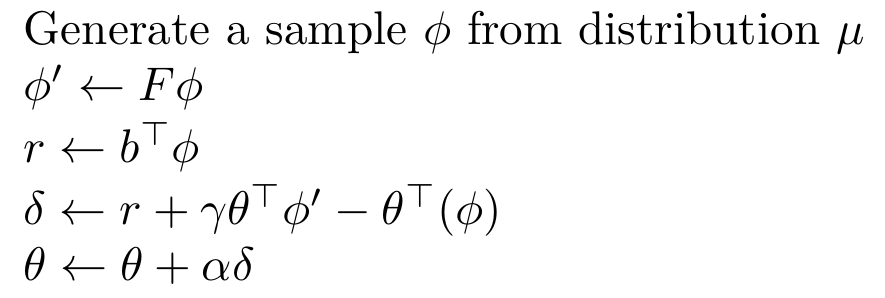 Generate a sample ϕ from distribution μ
ϕ′ ← Fϕ
r ← b⊤ϕ
δ ← r + γθ⊤ϕ′ − θ⊤(ϕ)
θ ← θ + αδ